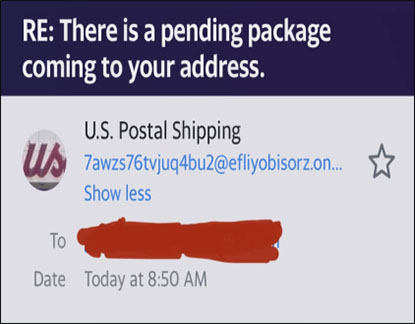 RE: There is a pending package
coming to your address.
us
U.S. Postal Shipping
7awzs76tvjuq4bu2@efliyobisorz.on...
Show less
To
Date Today at 8:50 AM